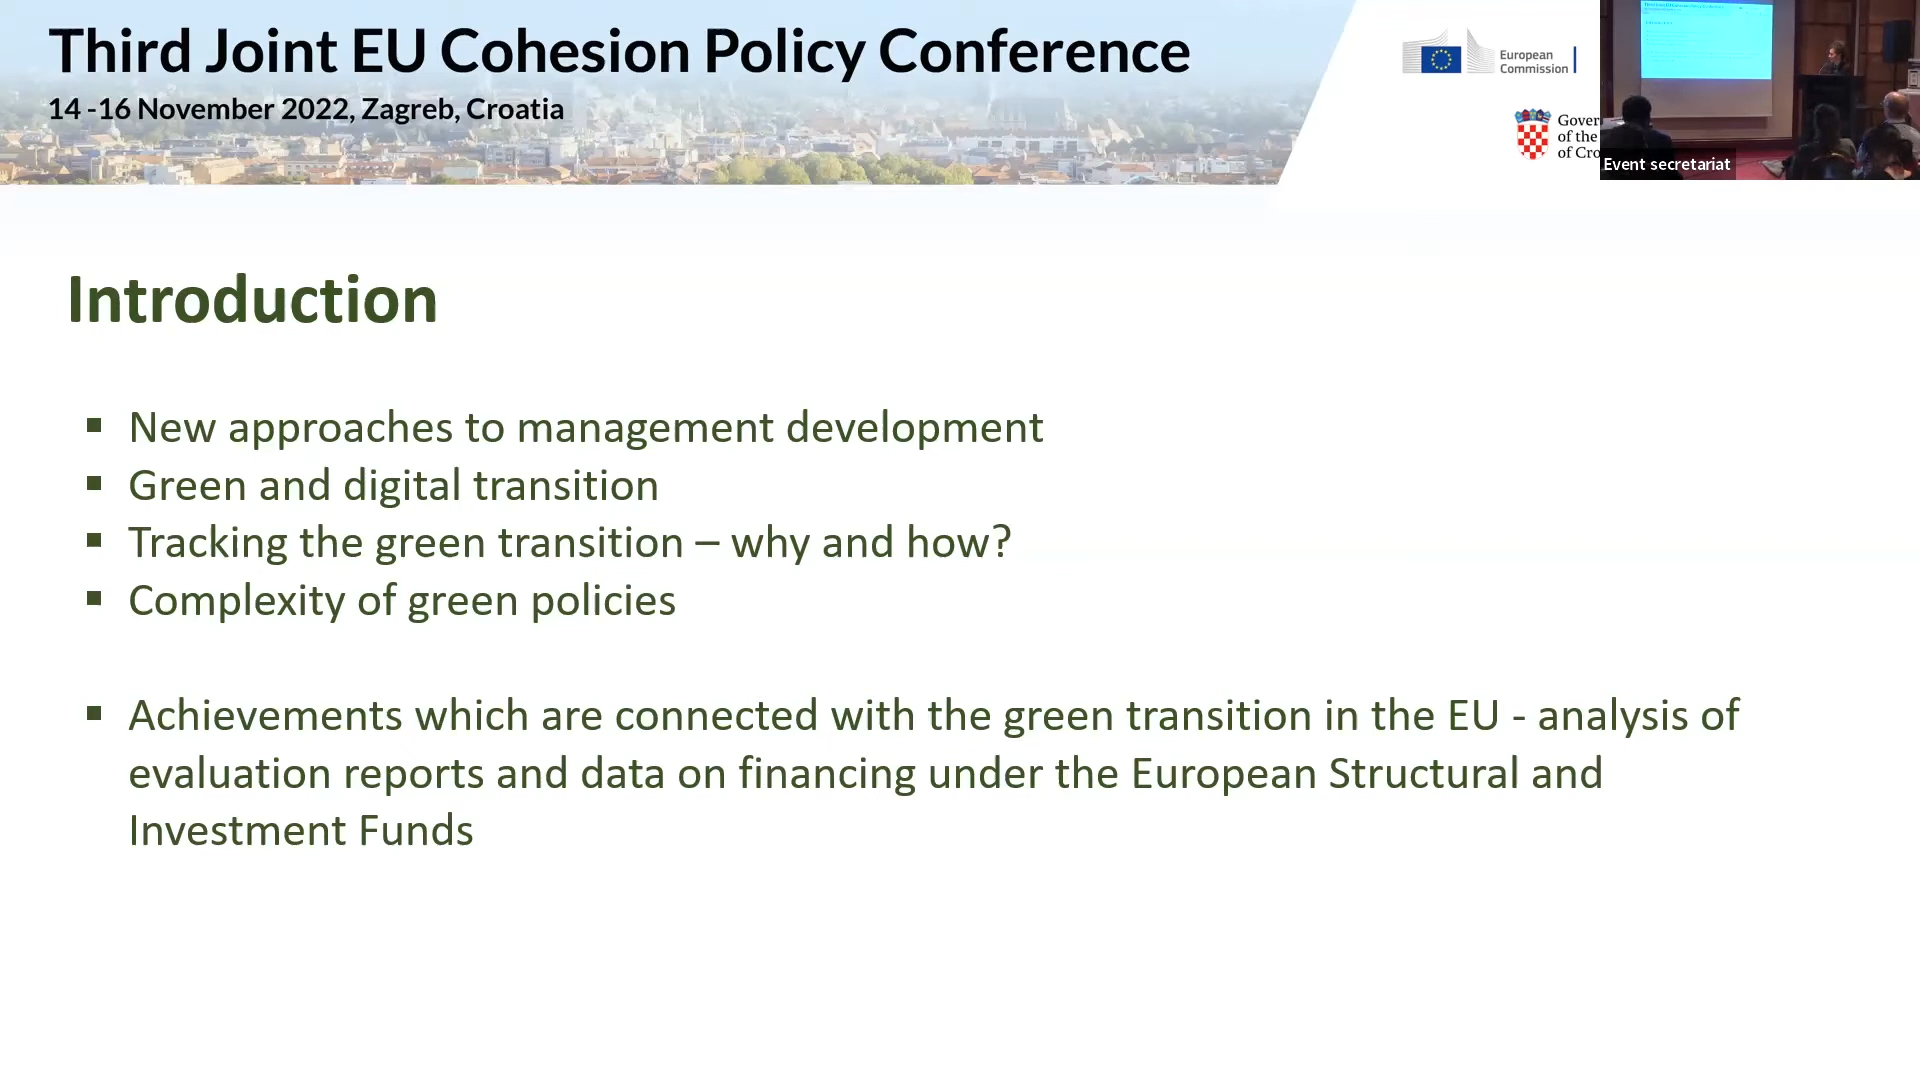 Third Joint EU Cohesion Policy Conference
14 -16 November 2022, Zagreb, Croatia
European
Commission
of the
Event secretariat
Introduction
▪ New approaches to management development
▪ Green and digital transition
▪ Tracking the green transition – why and how?
▪ Complexity of green policies
▪ Achievements which are connected with the green transition in the EU - analysis of
evaluation reports and data on financing under the European Structural and
Investment Funds